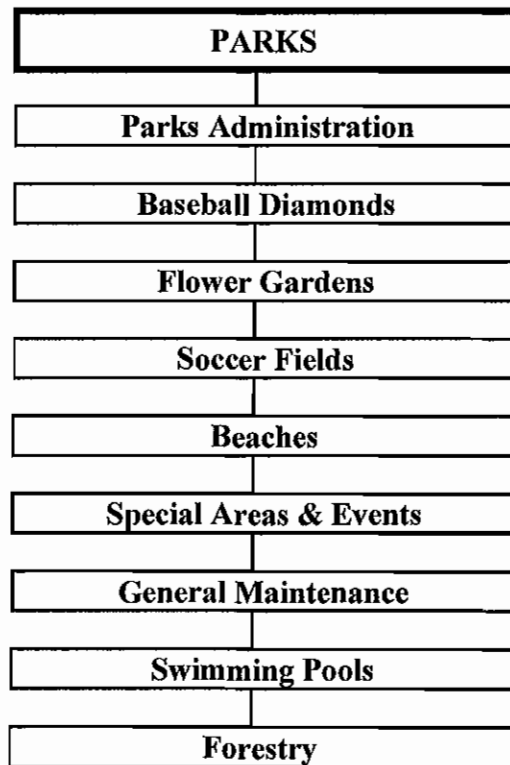 PARKS
Parks Administration
Baseball Diamonds
Flower Gardens
Soccer Fields
Beaches
Special Areas & Events
General Maintenance
Swimming Pools
Forestry